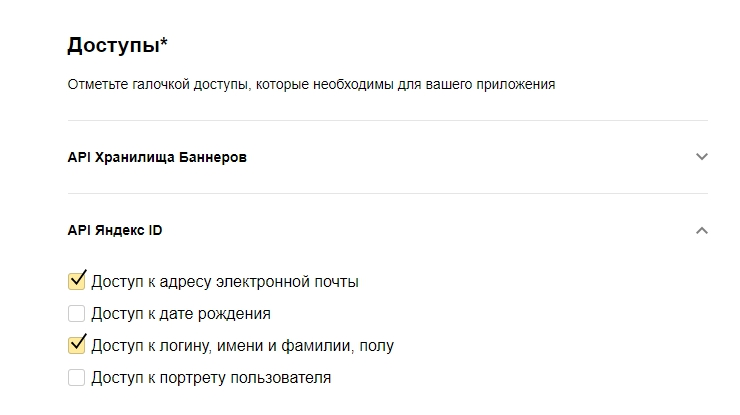 Доступы*
Отметьте галочкой доступы, которые необходимы для вашего приложения
API Хранилища Баннеров
API Яндекс ID
Доступ к адресу электронной почты
Доступ к дате рождения
Доступ к логину, имени и фамилии, полу
Доступ к портрету пользователя